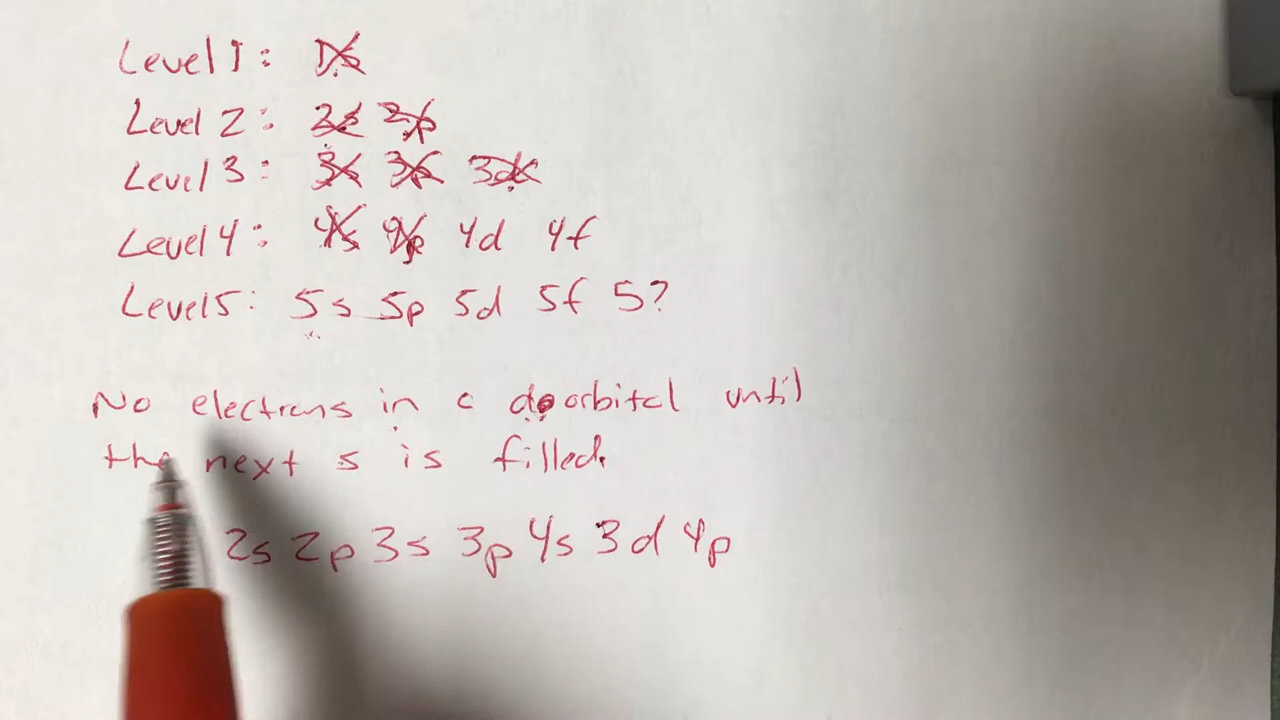 Level 1: 1s
Level 2: 2s 2p
Level 3: 3s 3p 3d
Level 4: 4s 4p 4d 4f
Level 5: 5s 5p 5d 5f 5?
No electrons in a d orbital until
the next s is filled.
2s 2p 3s 3p 4s 3d 4p